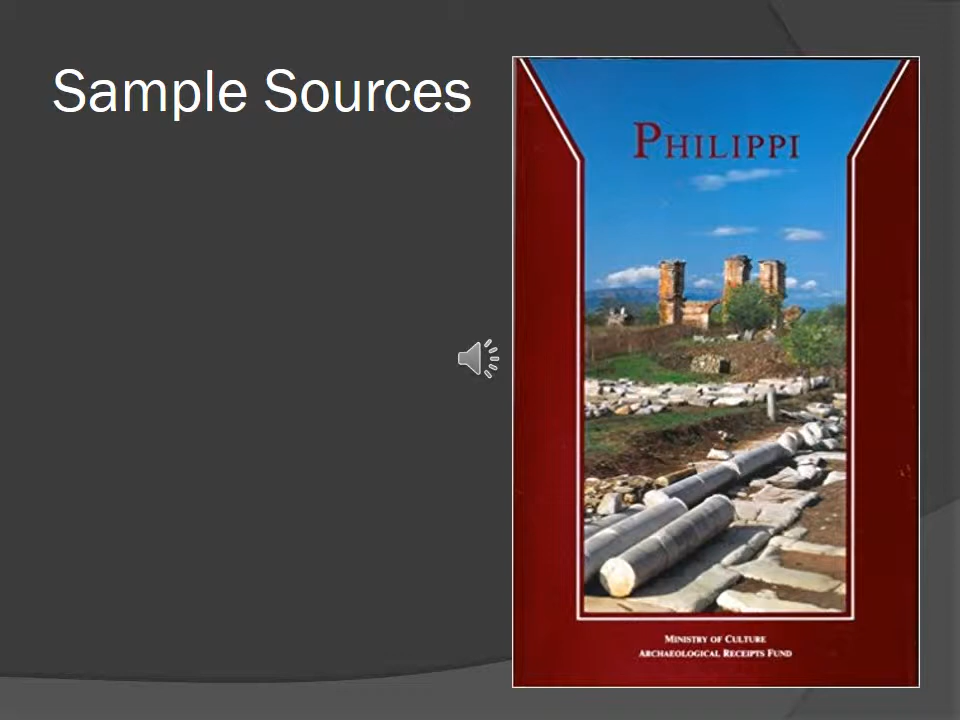 Sample Sources
PHILIPPI
MINISTRY OF CULTURE
ARCHAEOLOGICAL RECEIPTS FUND